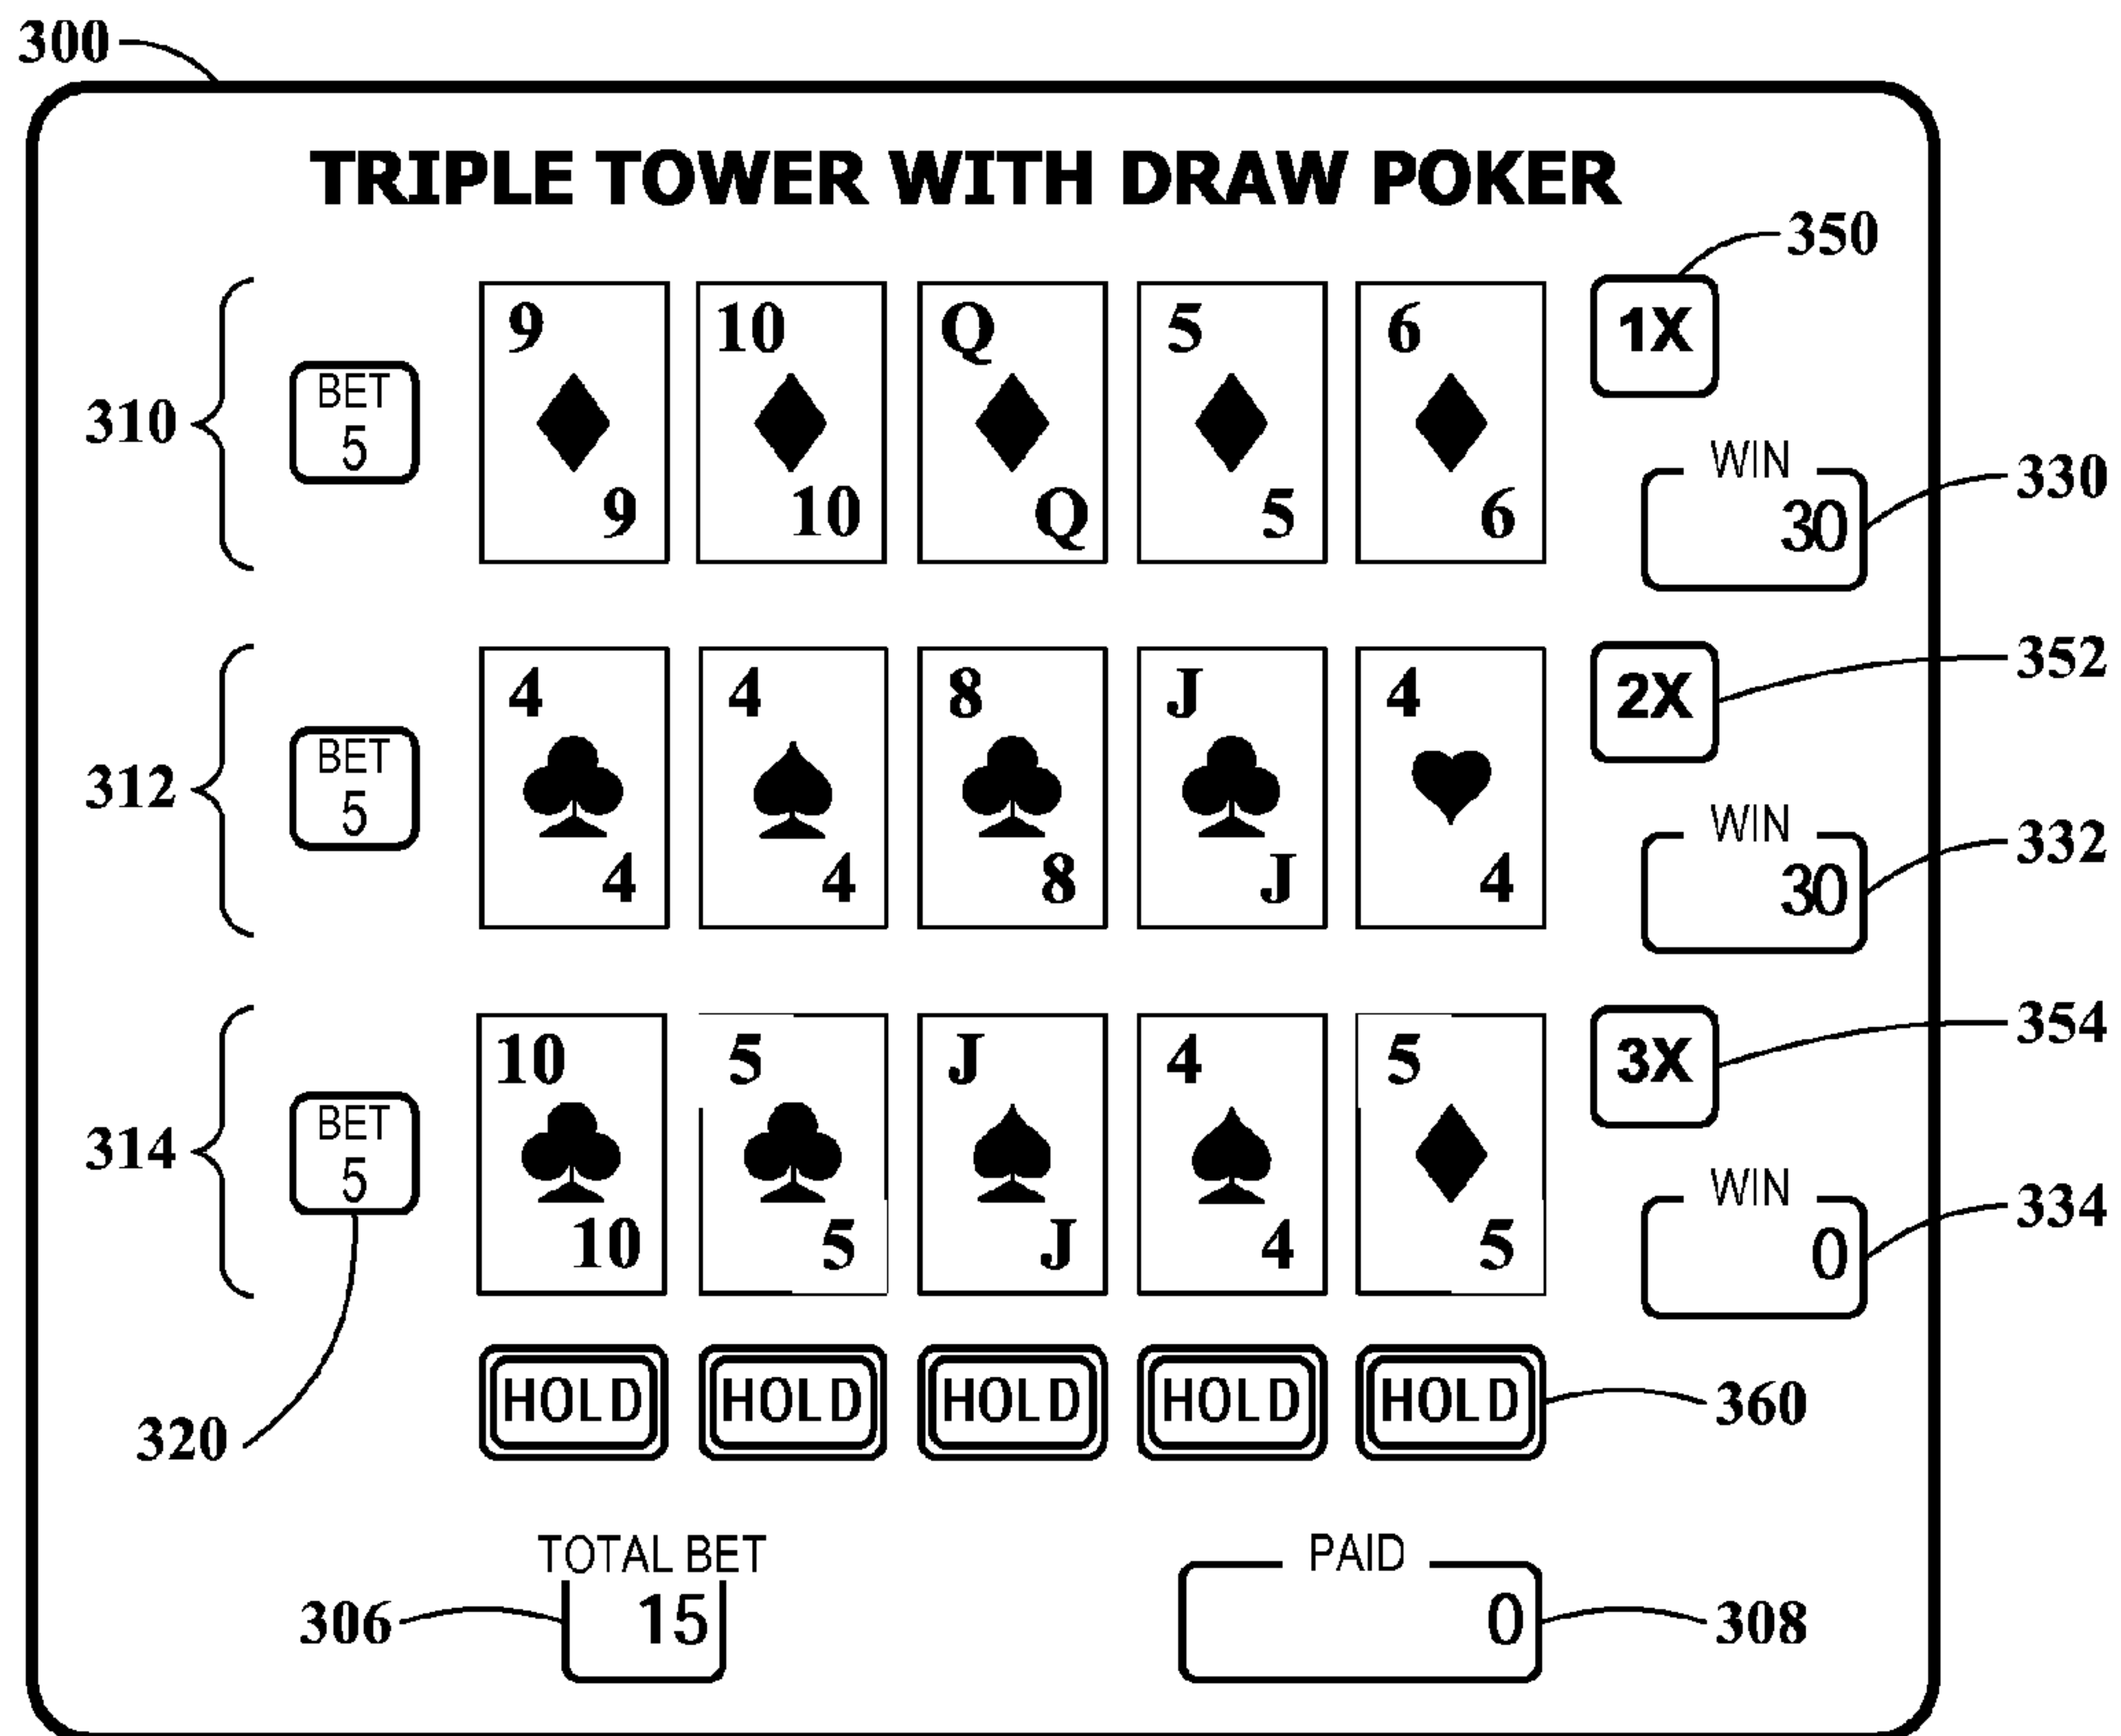 300
TRIPLE TOWER WITH DRAW POKER
350
9 10 Q 5 6 1X
310 BET 5
WIN
330
30
9 10 Q 5 6
352
4 4 8 J 4 2X
312 BET 5
WIN
332
30
4 4 8 J 4
354
10 5 J 4 5 3X
314 BET 5
WIN
334
0
10 5 J 4 5
HOLD HOLD HOLD HOLD HOLD 360
320
TOTAL BET PAID
306 15 0 308